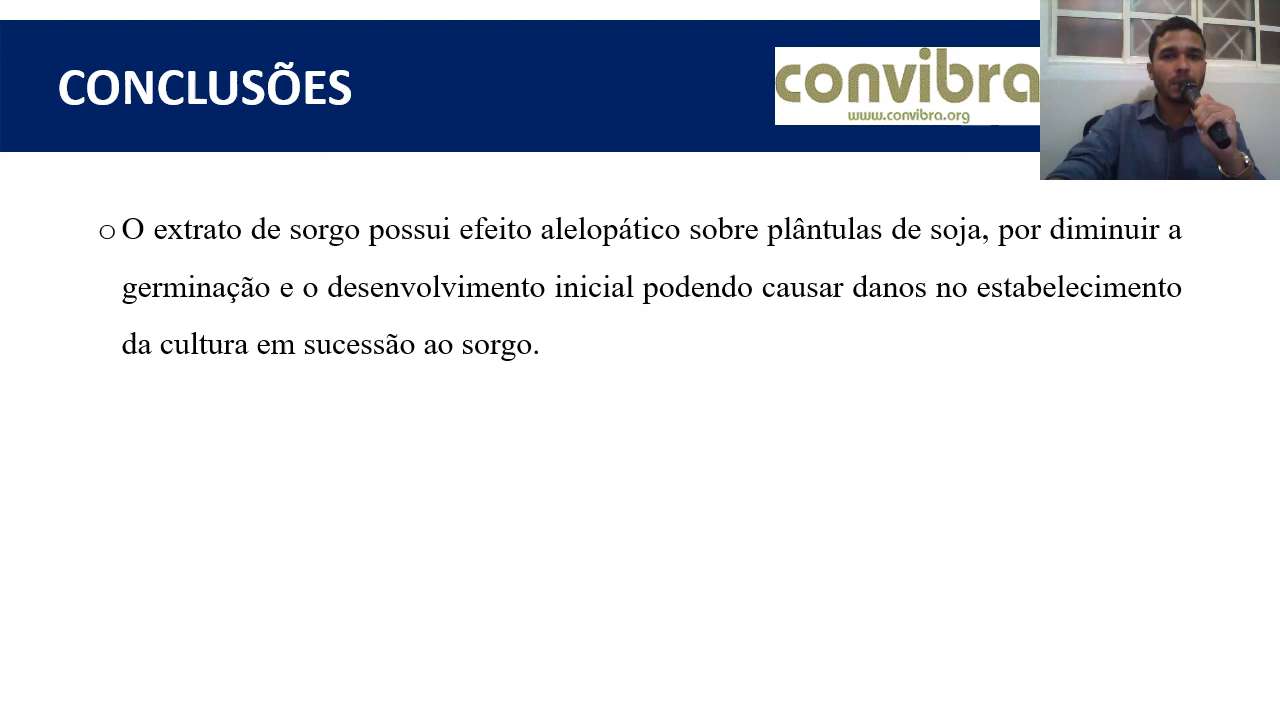 CONCLUSÕES
convibra
www.convibra.org
O extrato de sorgo possui efeito alelopático sobre plântulas de soja, por diminuir a
germinação e o desenvolvimento inicial podendo causar danos no estabelecimento
da cultura em sucessão ao sorgo.